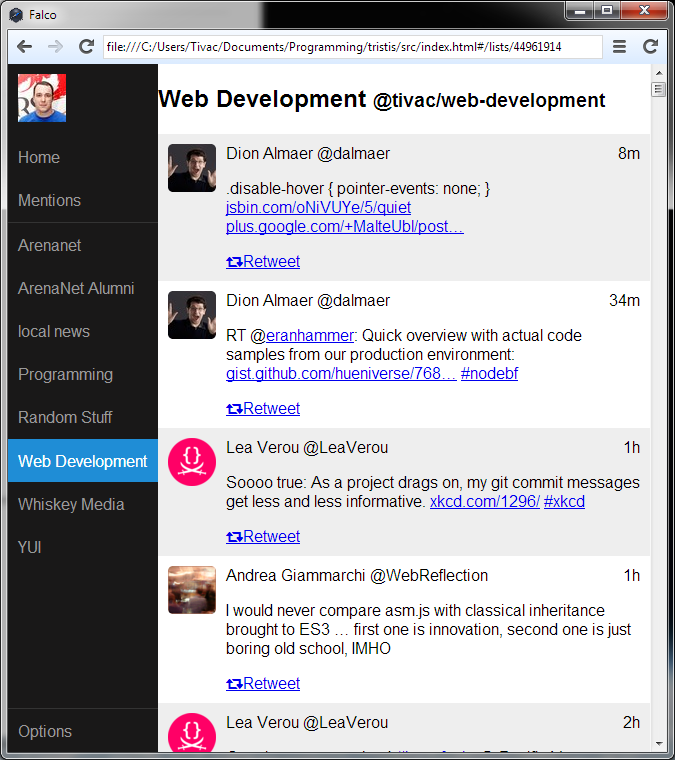 Falco
file:///C:/Users/Tivac/Documents/Programming/tristis/src/index.html#/lists/44961914
Home
Mentions
Arenanet
ArenaNet Alumni
local news
Programming
Random Stuff
Web Development
Whiskey Media
YUI
Options
Web Development @tivac/web-development
Dion Almaer @dalmaer 8m
.disable-hover { pointer-events: none; }
jsbin.com/oNiVUYe/5/quiet
plus.google.com/+MalteUbl/post…
Retweet
Dion Almaer @dalmaer 34m
RT @eranhammer: Quick overview with actual code
samples from our production environment:
gist.github.com/hueniverse/768… #nodebf
Retweet
Lea Verou @LeaVerou 1h
Soooo true: As a project drags on, my git commit messages
get less and less informative. xkcd.com/1296/ #xkcd
Retweet
Andrea Giammarchi @WebReflection 1h
I would never compare asm.js with classical inheritance
brought to ES3 … first one is innovation, second one is just
boring old school, IMHO
Retweet
Lea Verou @LeaVerou 2h